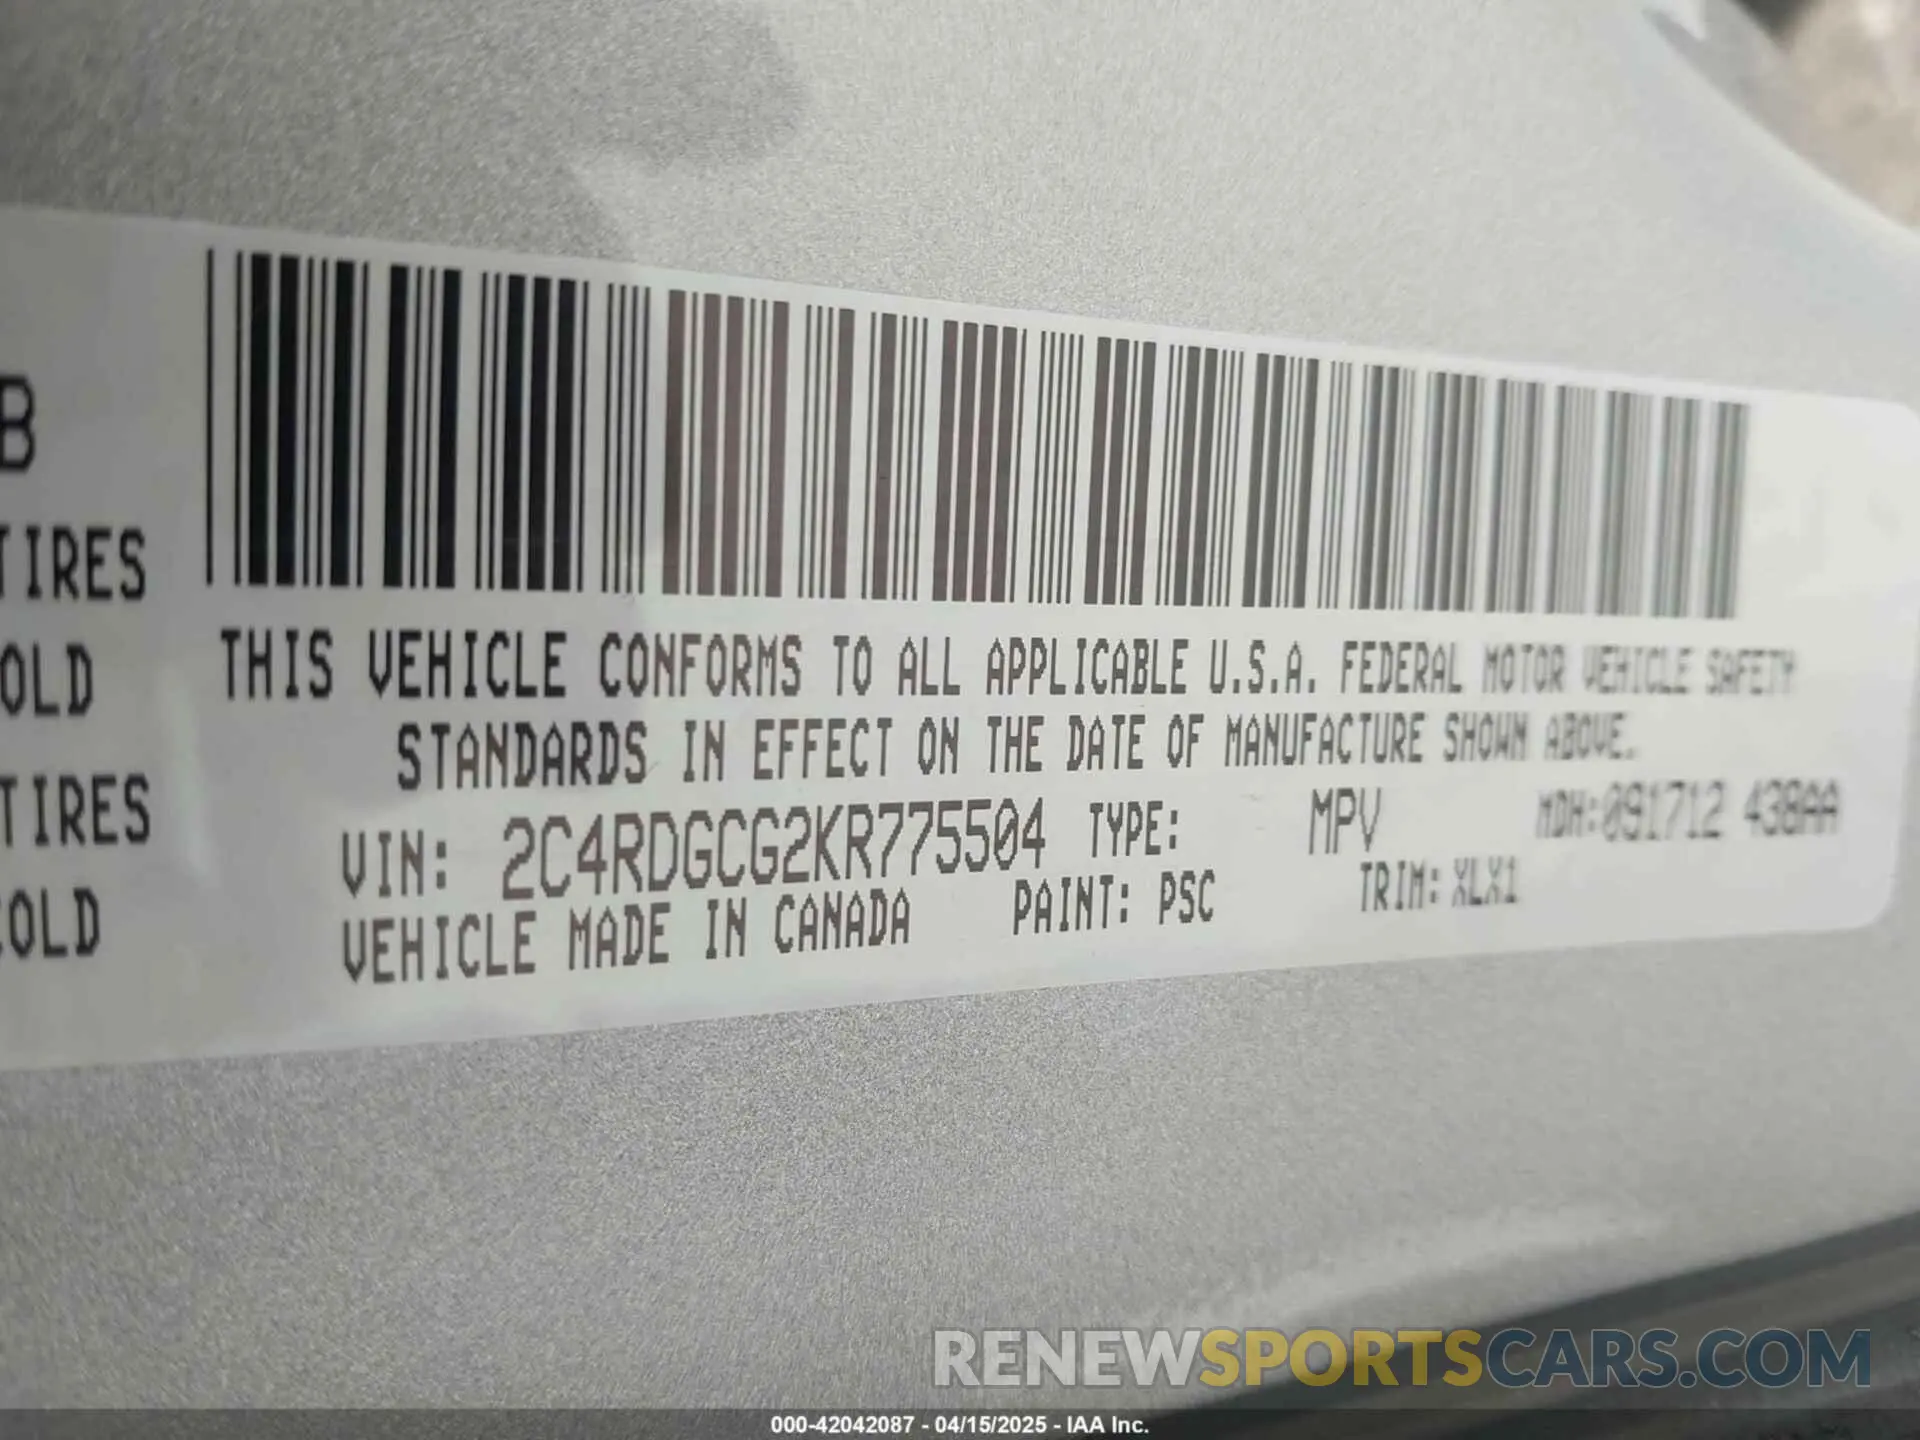 B
TIRES
OLD
TIRES
COLD
THIS VEHICLE CONFORMS TO ALL APPLICABLE U.S.A. FEDERAL MOTOR VEHICLE SAFETY
STANDARDS IN EFFECT ON THE DATE OF MANUFACTURE SHOWN ABOVE.
VIN: 2C4RDGCG2KR775504 TYPE: MPV MDH:091712 438AA
VEHICLE MADE IN CANADA PAINT: PSC TRIM: XLX1
RENEWSPORTSCARS.COM
000-42042087 - 04/15/2025 - IAA Inc.